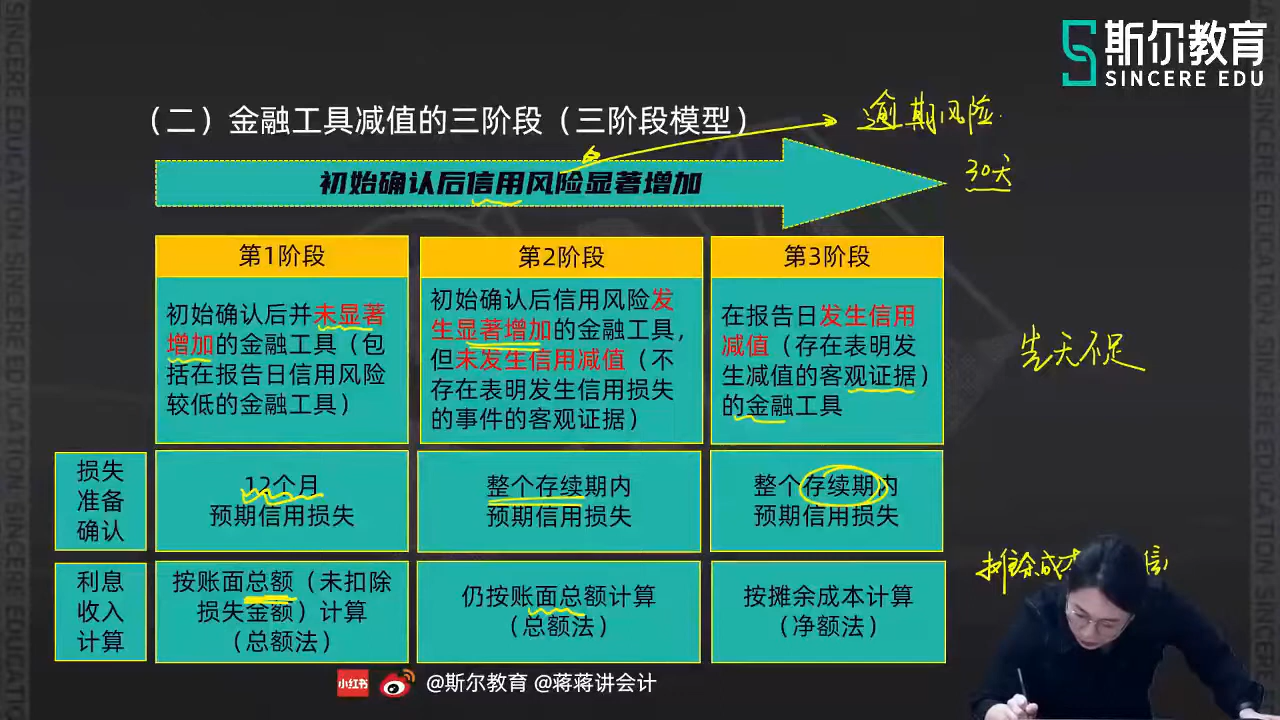 斯尔教育
SINCERE EDU
（二）金融工具减值的三阶段（三阶段模型）
逾期风险
初始确认后信用风险显著增加
30天
第1阶段
初始确认后并未显著
增加的金融工具（包
括在报告日信用风险
较低的金融工具）
第2阶段
初始确认后信用风险发
生显著增加的金融工具，
但未发生信用减值（不
存在表明发生信用损失
的事件的客观证据）
第3阶段
在报告日发生信用
减值（存在表明发
生减值的客观证据）
的金融工具
先天不足
损失
准备
确认
12个月
预期信用损失
整个存续期内
预期信用损失
整个存续期内
预期信用损失
利息
收入
计算
按账面总额（未扣除
损失金额）计算
（总额法）
仍按账面总额计算
（总额法）
按摊余成本计算
（净额法）
摊余成
小红书
@斯尔教育 @蒋蒋讲会计
SINCERE EDUCATION
SINCERE EDUCATION